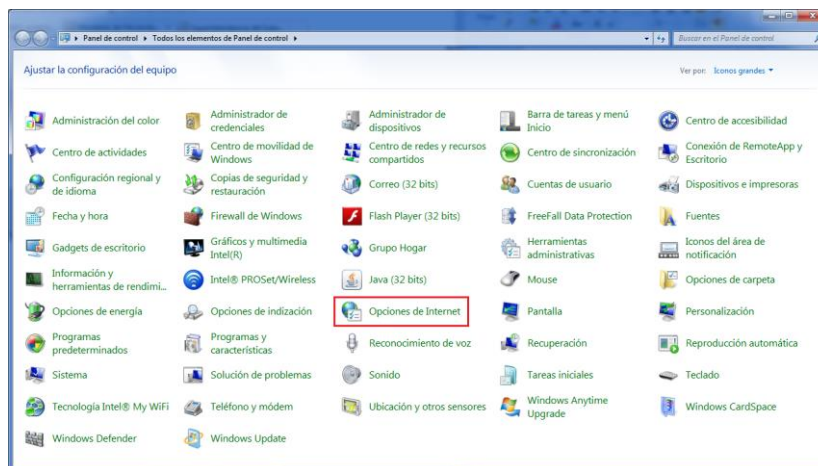 Panel de control ▸ Todos los elementos de Panel de control ▸
Buscar en el Panel de control
Ajustar la configuración del equipo
Ver por: Iconos grandes
Administración del color
Administrador de
credenciales
Administrador de
dispositivos
Barra de tareas y menú
Inicio
Centro de accesibilidad
Centro de actividades
Centro de movilidad de
Windows
Centro de redes y recursos
compartidos
Centro de sincronización
Conexión de RemoteApp y
Escritorio
Configuración regional y
de idioma
Copias de seguridad y
restauración
Correo (32 bits)
Cuentas de usuario
Dispositivos e impresoras
Fecha y hora
Firewall de Windows
Flash Player (32 bits)
FreeFall Data Protection
Fuentes
Gadgets de escritorio
Gráficos y multimedia
Intel(R)
Grupo Hogar
Herramientas
administrativas
Iconos del área de
notificación
Información y
herramientas de rendimi...
Intel® PROSet/Wireless
Java (32 bits)
Mouse
Opciones de carpeta
Opciones de energía
Opciones de indización
Opciones de Internet
Pantalla
Personalización
Programas
predeterminados
Programas y
características
Reconocimiento de voz
Recuperación
Reproducción automática
Sistema
Solución de problemas
Sonido
Tareas iniciales
Teclado
Tecnología Intel® My WiFi
Teléfono y módem
Ubicación y otros sensores
Windows Anytime
Upgrade
Windows CardSpace
Windows Defender
Windows Update